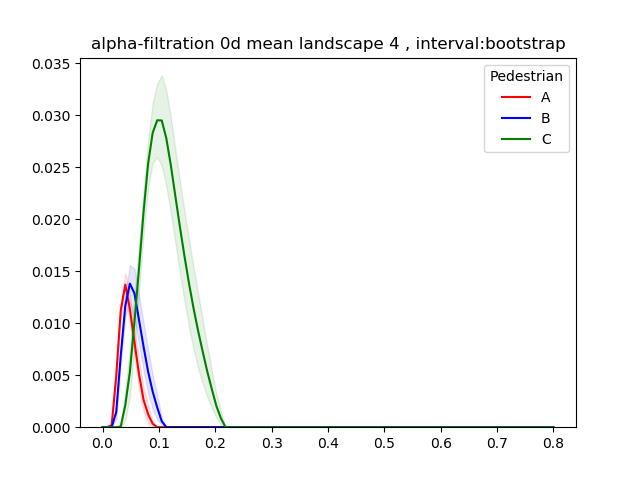 alpha-filtration 0d mean landscape 4 , interval:bootstrap
Pedestrian
A
B
C
0.035
0.030
0.025
0.020
0.015
0.010
0.005
0.000
0.0 0.1 0.2 0.3 0.4 0.5 0.6 0.7 0.8